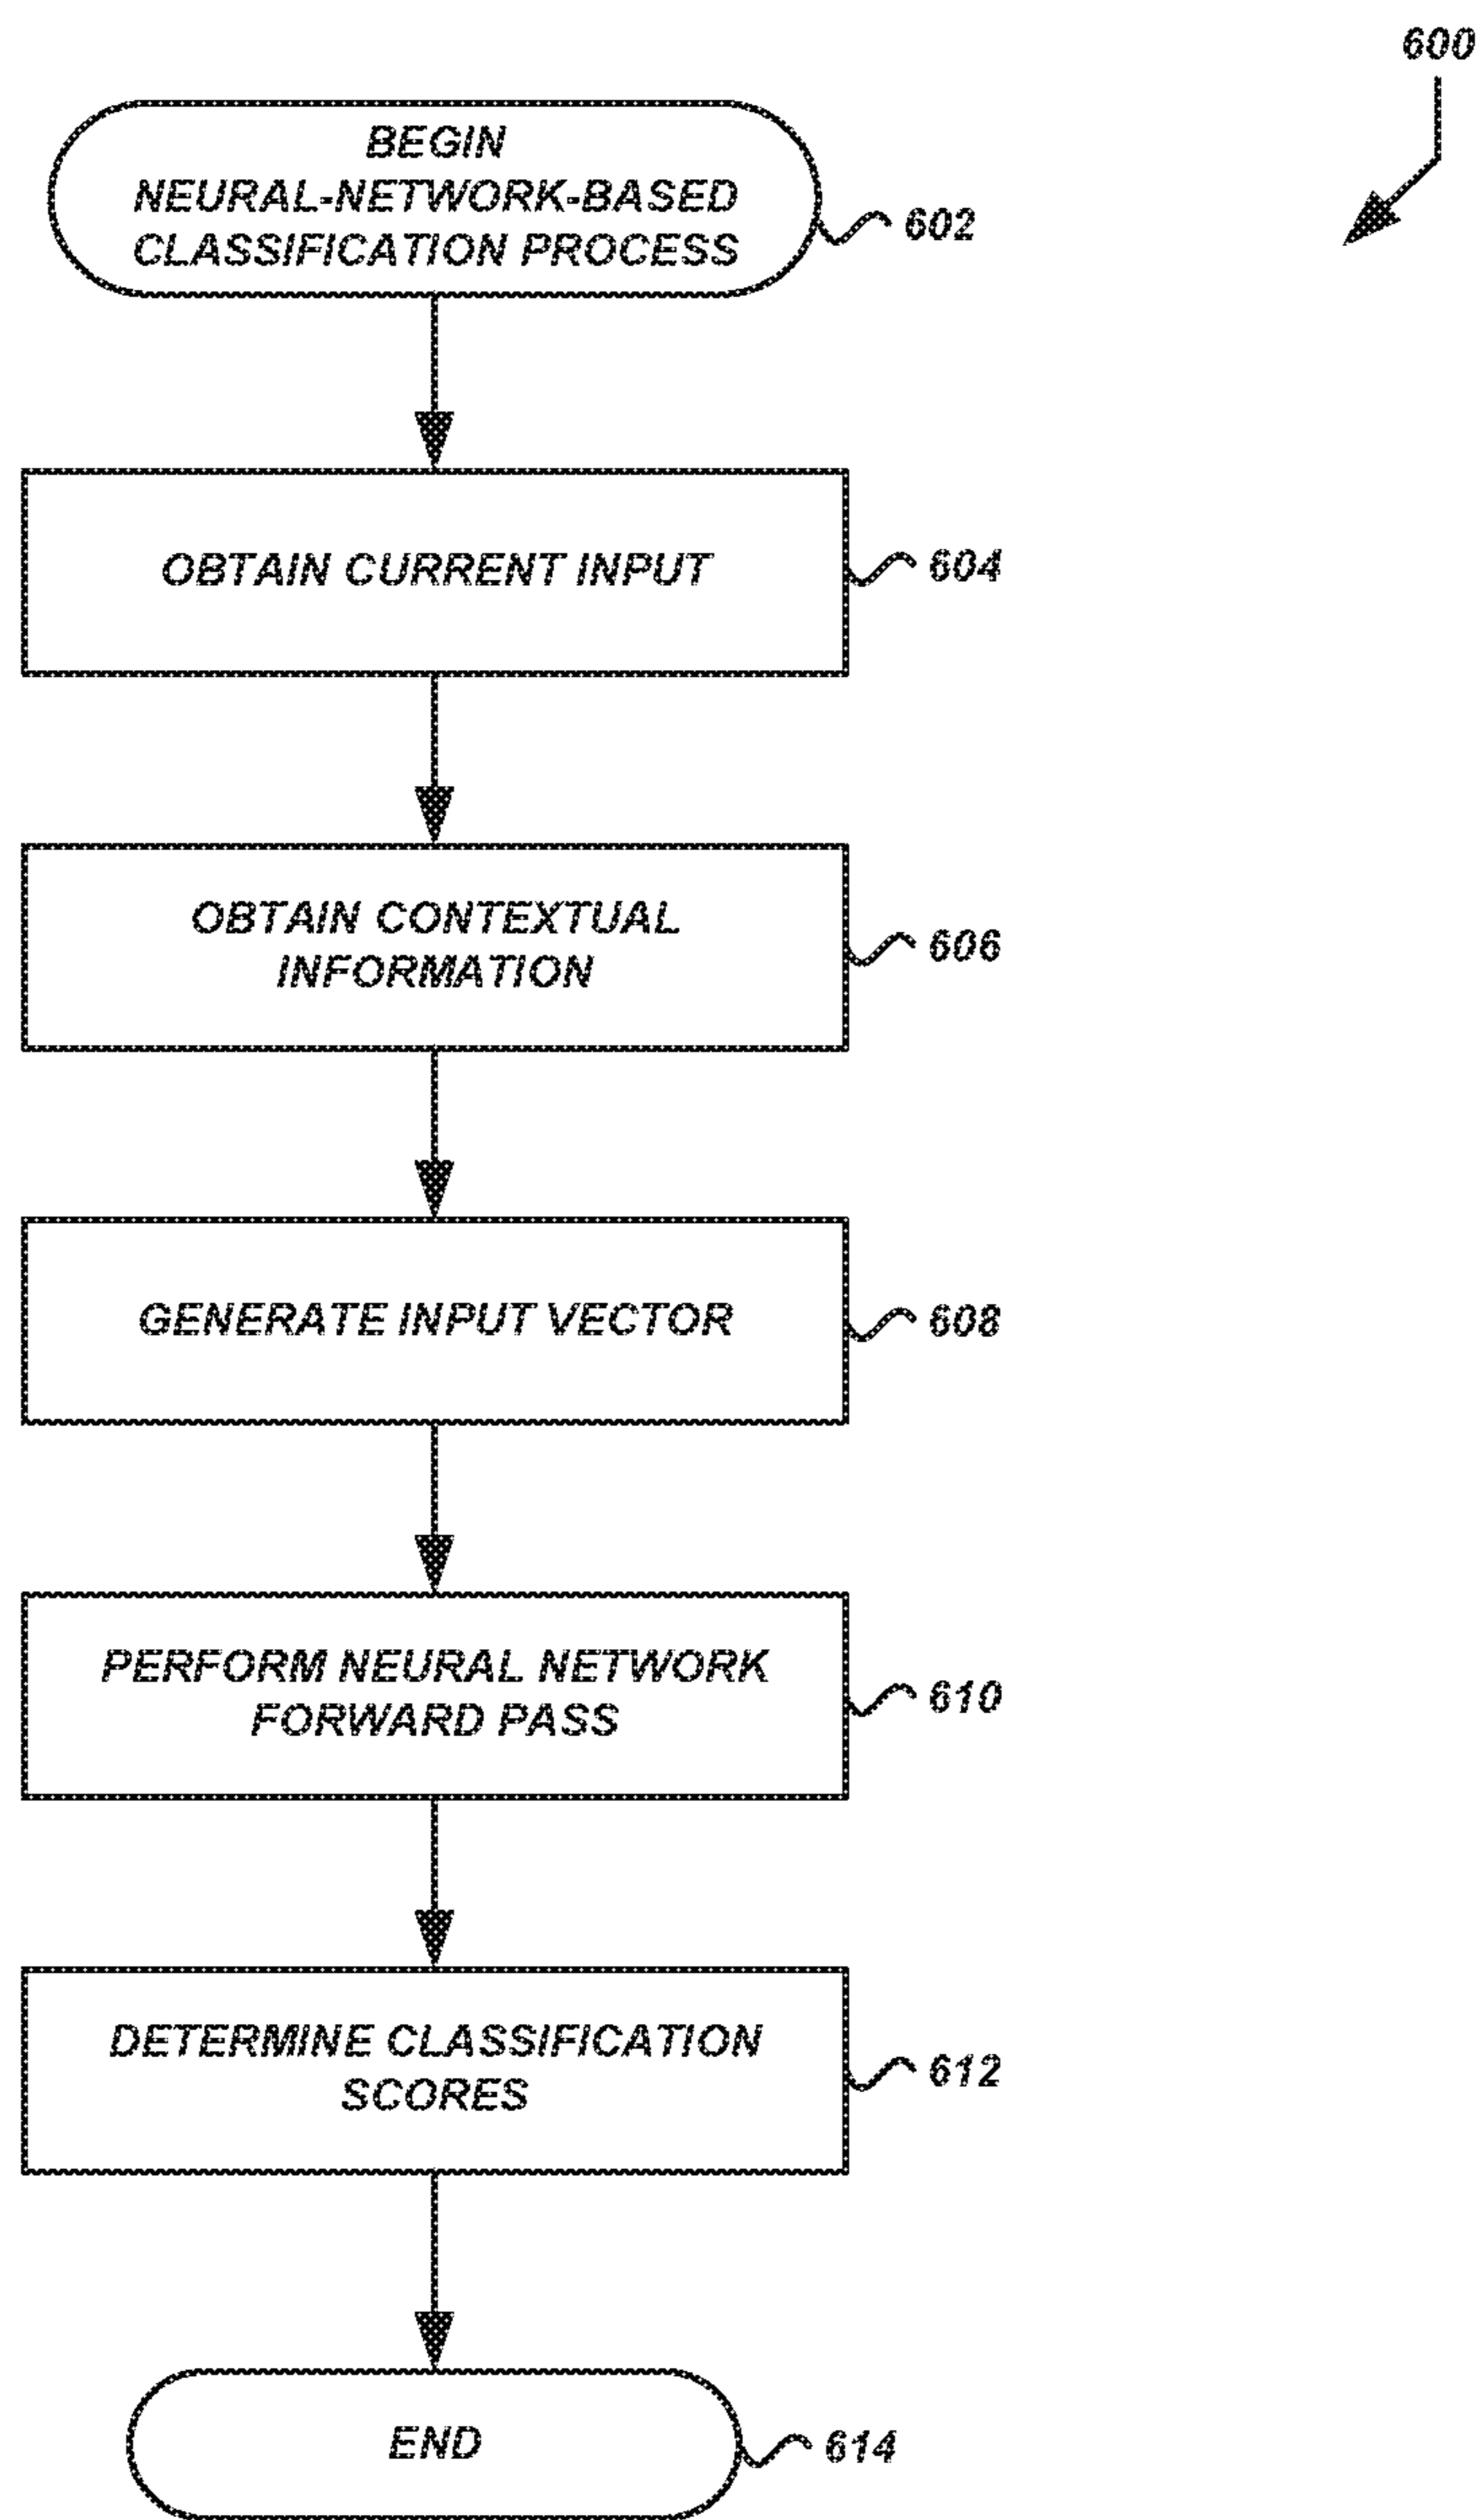 600
BEGIN
NEURAL-NETWORK-BASED
CLASSIFICATION PROCESS
602
OBTAIN CURRENT INPUT
604
OBTAIN CONTEXTUAL
INFORMATION
606
GENERATE INPUT VECTOR
608
PERFORM NEURAL NETWORK
FORWARD PASS
610
DETERMINE CLASSIFICATION
SCORES
612
END
614